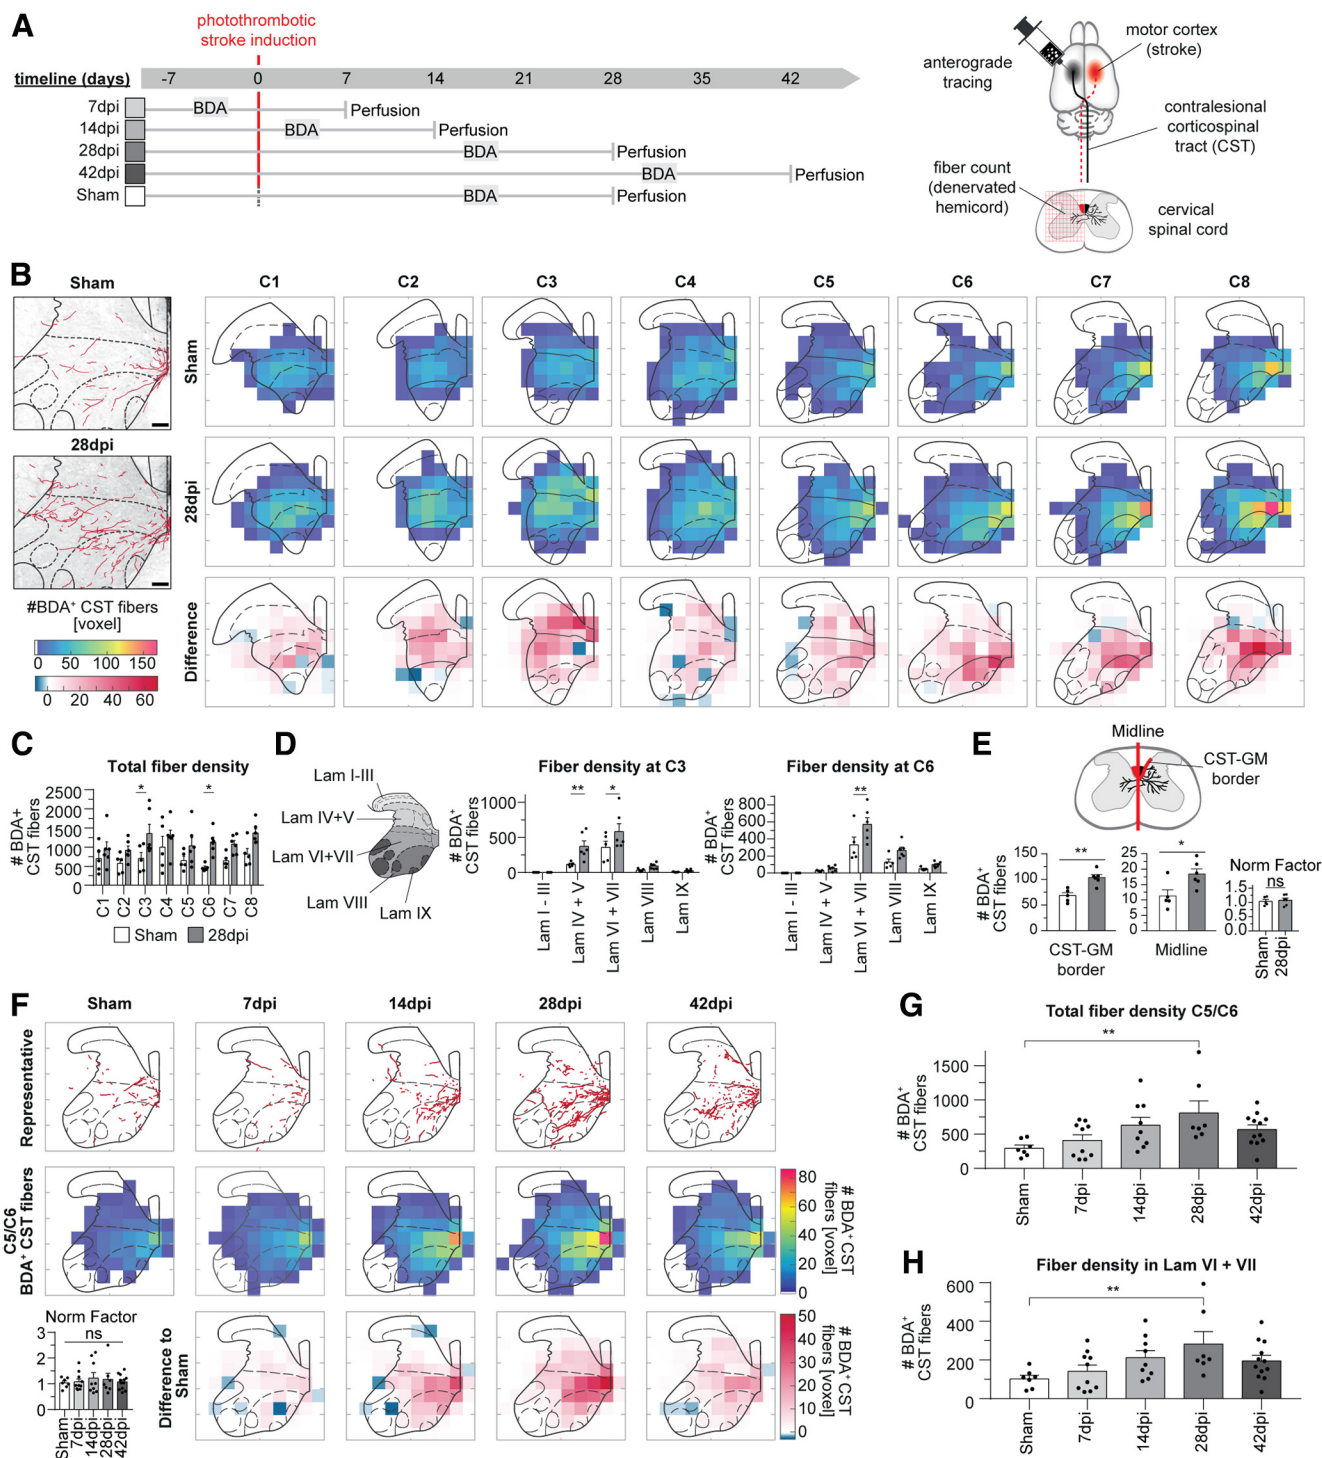 A
photothrombotic
stroke induction
timeline (days)
-7 0 7 14 21 28 35 42
7dpi BDA Perfusion
14dpi BDA Perfusion
28dpi BDA Perfusion
42dpi BDA Perfusion
Sham BDA Perfusion
anterograde
tracing
motor cortex
(stroke)
contralesional
corticospinal
tract (CST)
fiber count
(denervated
hemicord)
cervical
spinal cord
B
Sham
28dpi
#BDA⁺ CST fibers
[voxel]
0 50 100 150
0 20 40 60
C1 C2 C3 C4 C5 C6 C7 C8
Sham
28dpi
Difference
C
Total fiber density
# BDA+
CST fibers
2500
2000
1500
1000
500
0
* *
C1 C2 C3 C4 C5 C6 C7 C8
Sham 28dpi
D
Lam I-III
Lam IV+V
Lam VI+VII
Lam VIII
Lam IX
Fiber density at C3
# BDA⁺
CST fibers
1000
500
0
** *
Lam I - III
Lam IV + V
Lam VI + VII
Lam VIII
Lam IX
Fiber density at C6
# BDA⁺
CST fibers
800
600
400
200
0
**
Lam I - III
Lam IV + V
Lam VI + VII
Lam VIII
Lam IX
E
Midline
CST-GM
border
# BDA⁺
CST fibers
150
100
50
0
**
CST-GM
border
25
20
15
10
5
0
*
Midline
Norm Factor
ns
1.5
1.0
0.5
0.0
Sham
28dpi
F
Sham 7dpi 14dpi 28dpi 42dpi
Representative
C5/C6
BDA⁺ CST fibers
80
60
40
20
0
# BDA⁺ CST
fibers [voxel]
Norm Factor
ns
3
2
1
0
Sham
7dpi
14dpi
28dpi
42dpi
Difference to
Sham
50
40
30
20
10
0
# BDA⁺ CST
fibers [voxel]
G
Total fiber density C5/C6
**
# BDA⁺
CST fibers
1500
1000
500
0
Sham
7dpi
14dpi
28dpi
42dpi
H
Fiber density in Lam VI + VII
**
# BDA⁺
CST fibers
600
400
200
0
Sham
7dpi
14dpi
28dpi
42dpi